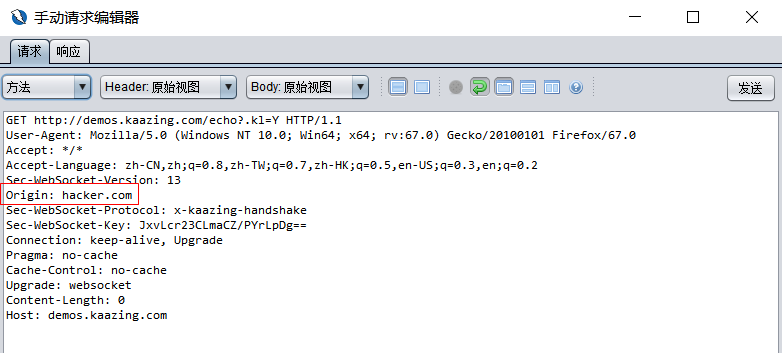 手动请求编辑器
请求 响应
方法 Header: 原始视图 Body: 原始视图 发送
GET http://demos.kaazing.com/echo?.kl=Y HTTP/1.1
User-Agent: Mozilla/5.0 (Windows NT 10.0; Win64; x64; rv:67.0) Gecko/20100101 Firefox/67.0
Accept: */*
Accept-Language: zh-CN,zh;q=0.8,zh-TW;q=0.7,zh-HK;q=0.5,en-US;q=0.3,en;q=0.2
Sec-WebSocket-Version: 13
Origin: hacker.com
Sec-WebSocket-Protocol: x-kaazing-handshake
Sec-WebSocket-Key: JxvLcr23CLmaCZ/PYrLpDg==
Connection: keep-alive, Upgrade
Pragma: no-cache
Cache-Control: no-cache
Upgrade: websocket
Content-Length: 0
Host: demos.kaazing.com